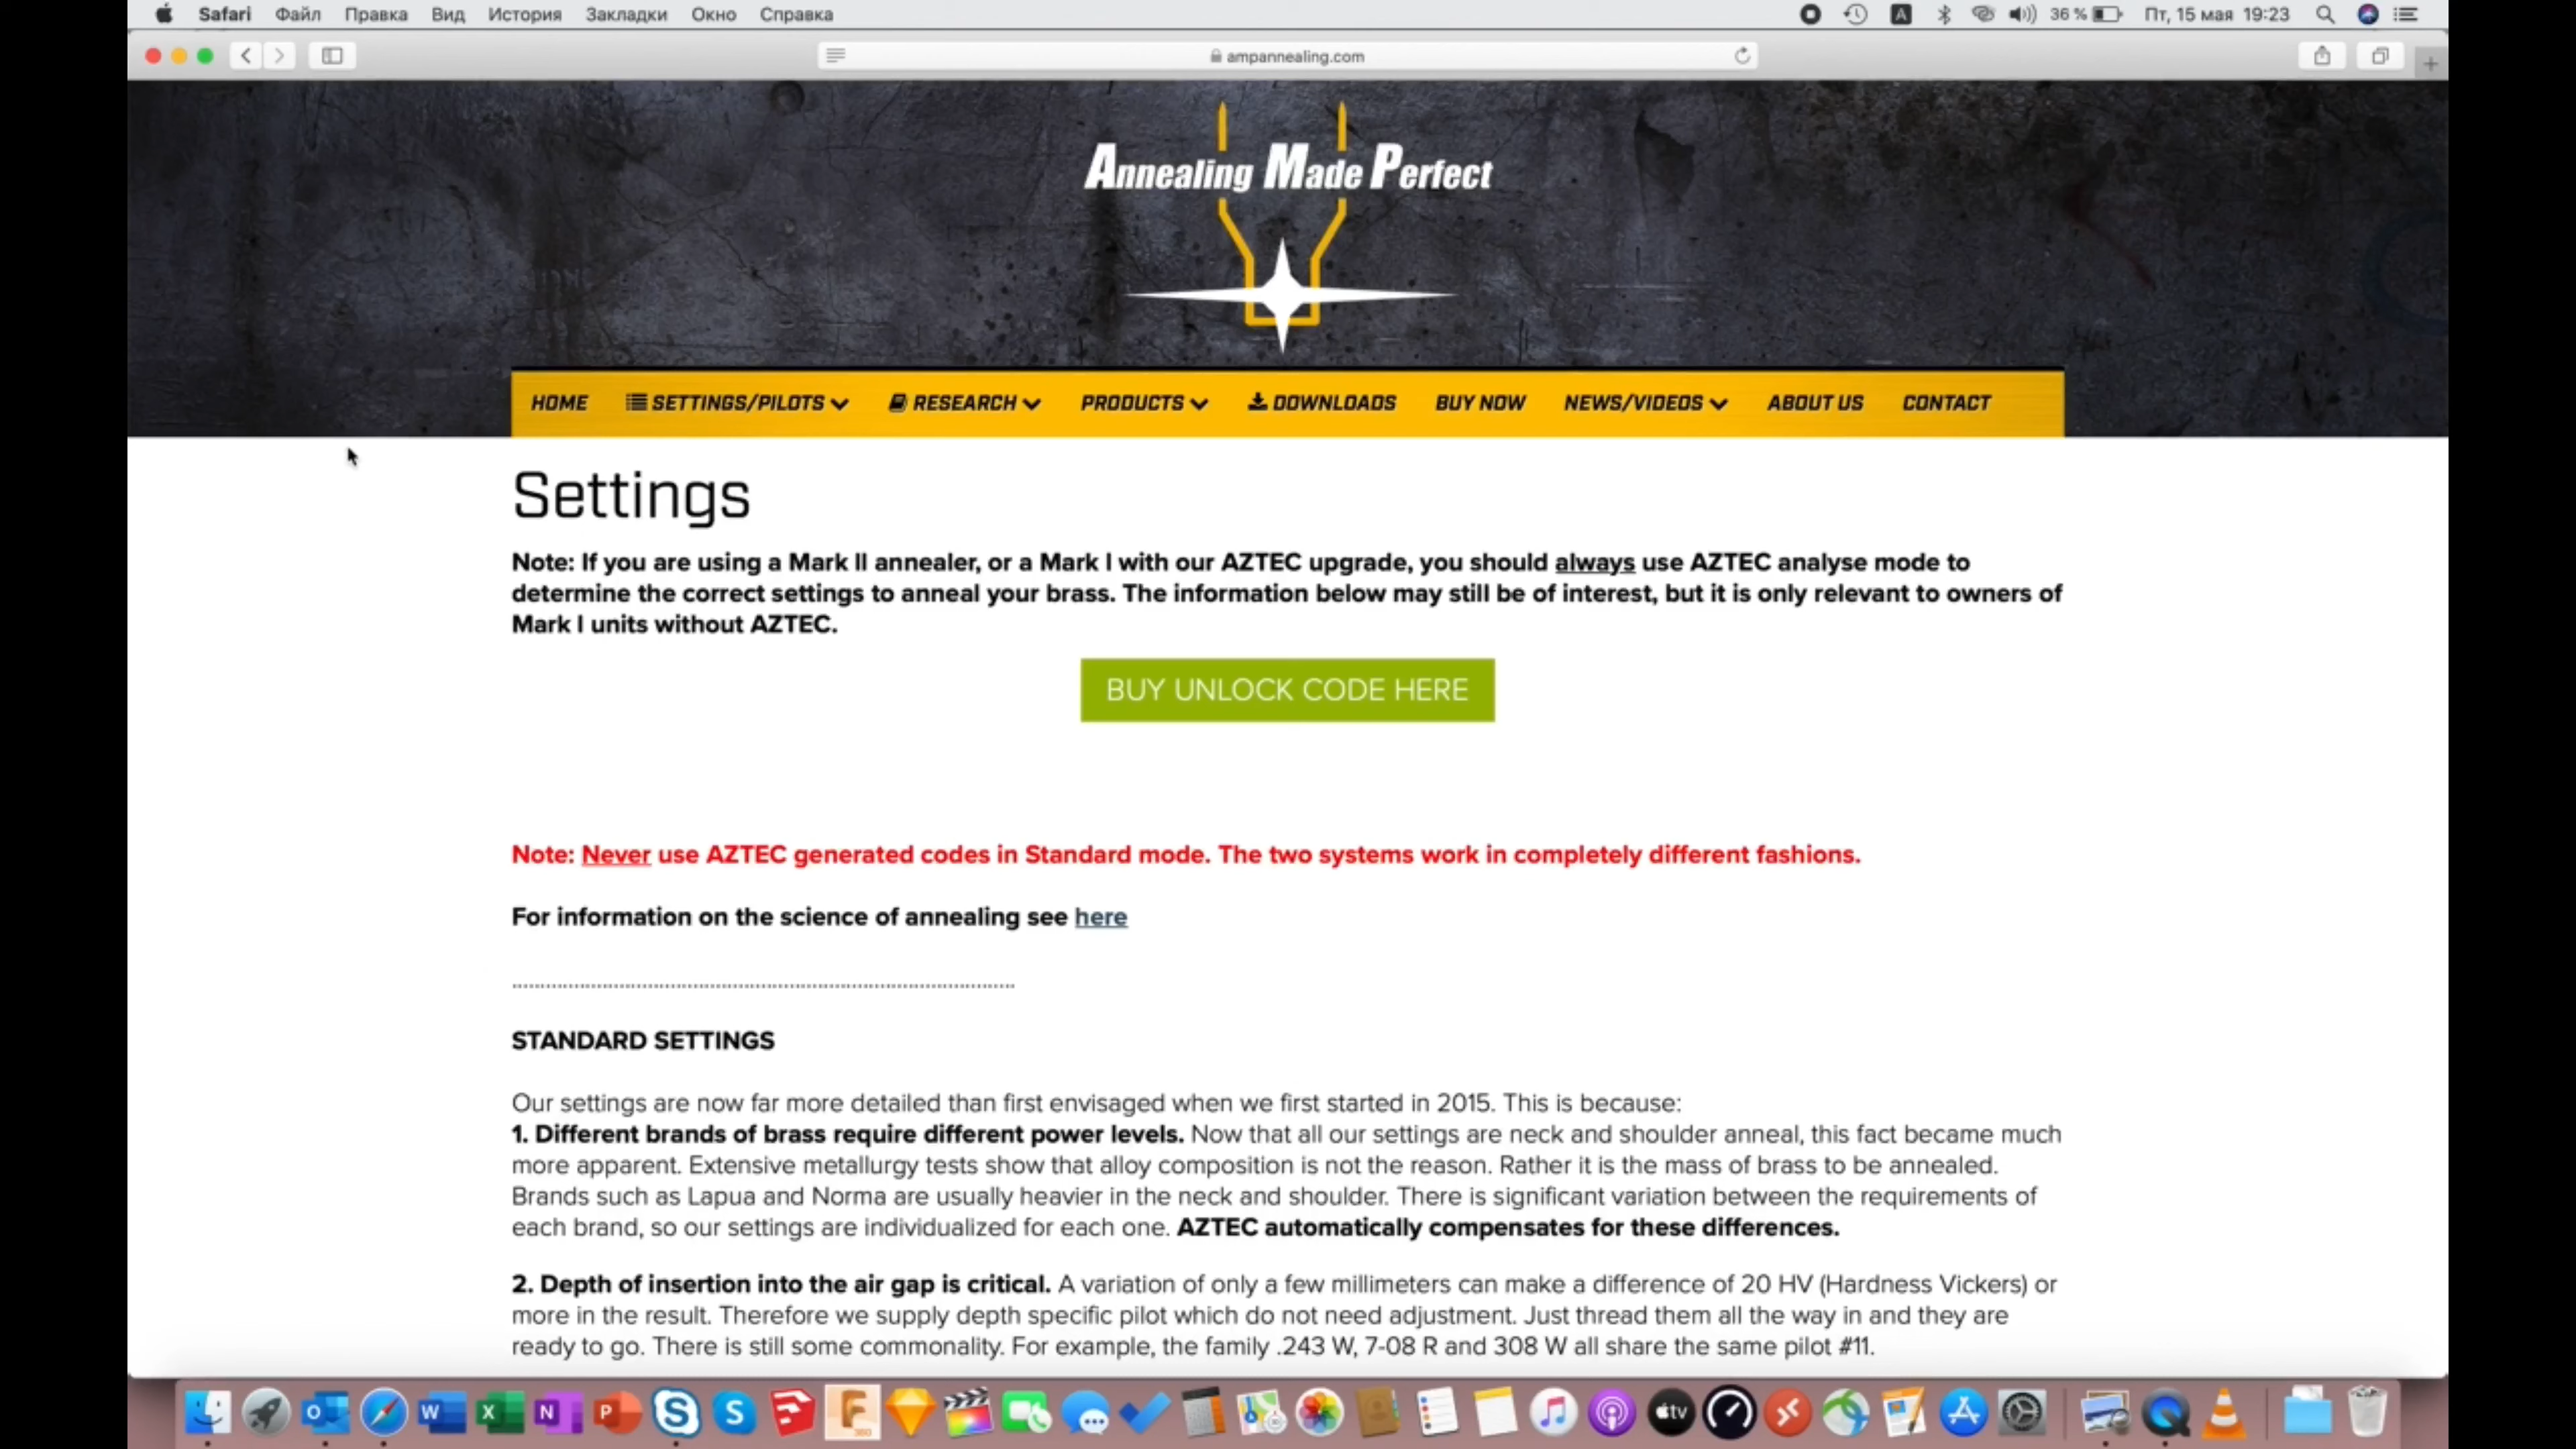 Safari Файл Правка Вид История Закладки Окно Справка
A 36 % Пт, 15 мая 19:23
ampannealing.com
Annealing Made Perfect
HOME SETTINGS/PILOTS RESEARCH PRODUCTS DOWNLOADS BUY NOW NEWS/VIDEOS ABOUT US CONTACT
Settings
Note: If you are using a Mark II annealer, or a Mark I with our AZTEC upgrade, you should always use AZTEC analyse mode to
determine the correct settings to anneal your brass. The information below may still be of interest, but it is only relevant to owners of
Mark I units without AZTEC.
BUY UNLOCK CODE HERE
Note: Never use AZTEC generated codes in Standard mode. The two systems work in completely different fashions.
For information on the science of annealing see here
STANDARD SETTINGS
Our settings are now far more detailed than first envisaged when we first started in 2015. This is because:
1. Different brands of brass require different power levels. Now that all our settings are neck and shoulder anneal, this fact became much
more apparent. Extensive metallurgy tests show that alloy composition is not the reason. Rather it is the mass of brass to be annealed.
Brands such as Lapua and Norma are usually heavier in the neck and shoulder. There is significant variation between the requirements of
each brand, so our settings are individualized for each one. AZTEC automatically compensates for these differences.
2. Depth of insertion into the air gap is critical. A variation of only a few millimeters can make a difference of 20 HV (Hardness Vickers) or
more in the result. Therefore we supply depth specific pilot which do not need adjustment. Just thread them all the way in and they are
ready to go. There is still some commonality. For example, the family .243 W, 7-08 R and 308 W all share the same pilot #11.
O W X N P S S F 360 tv A